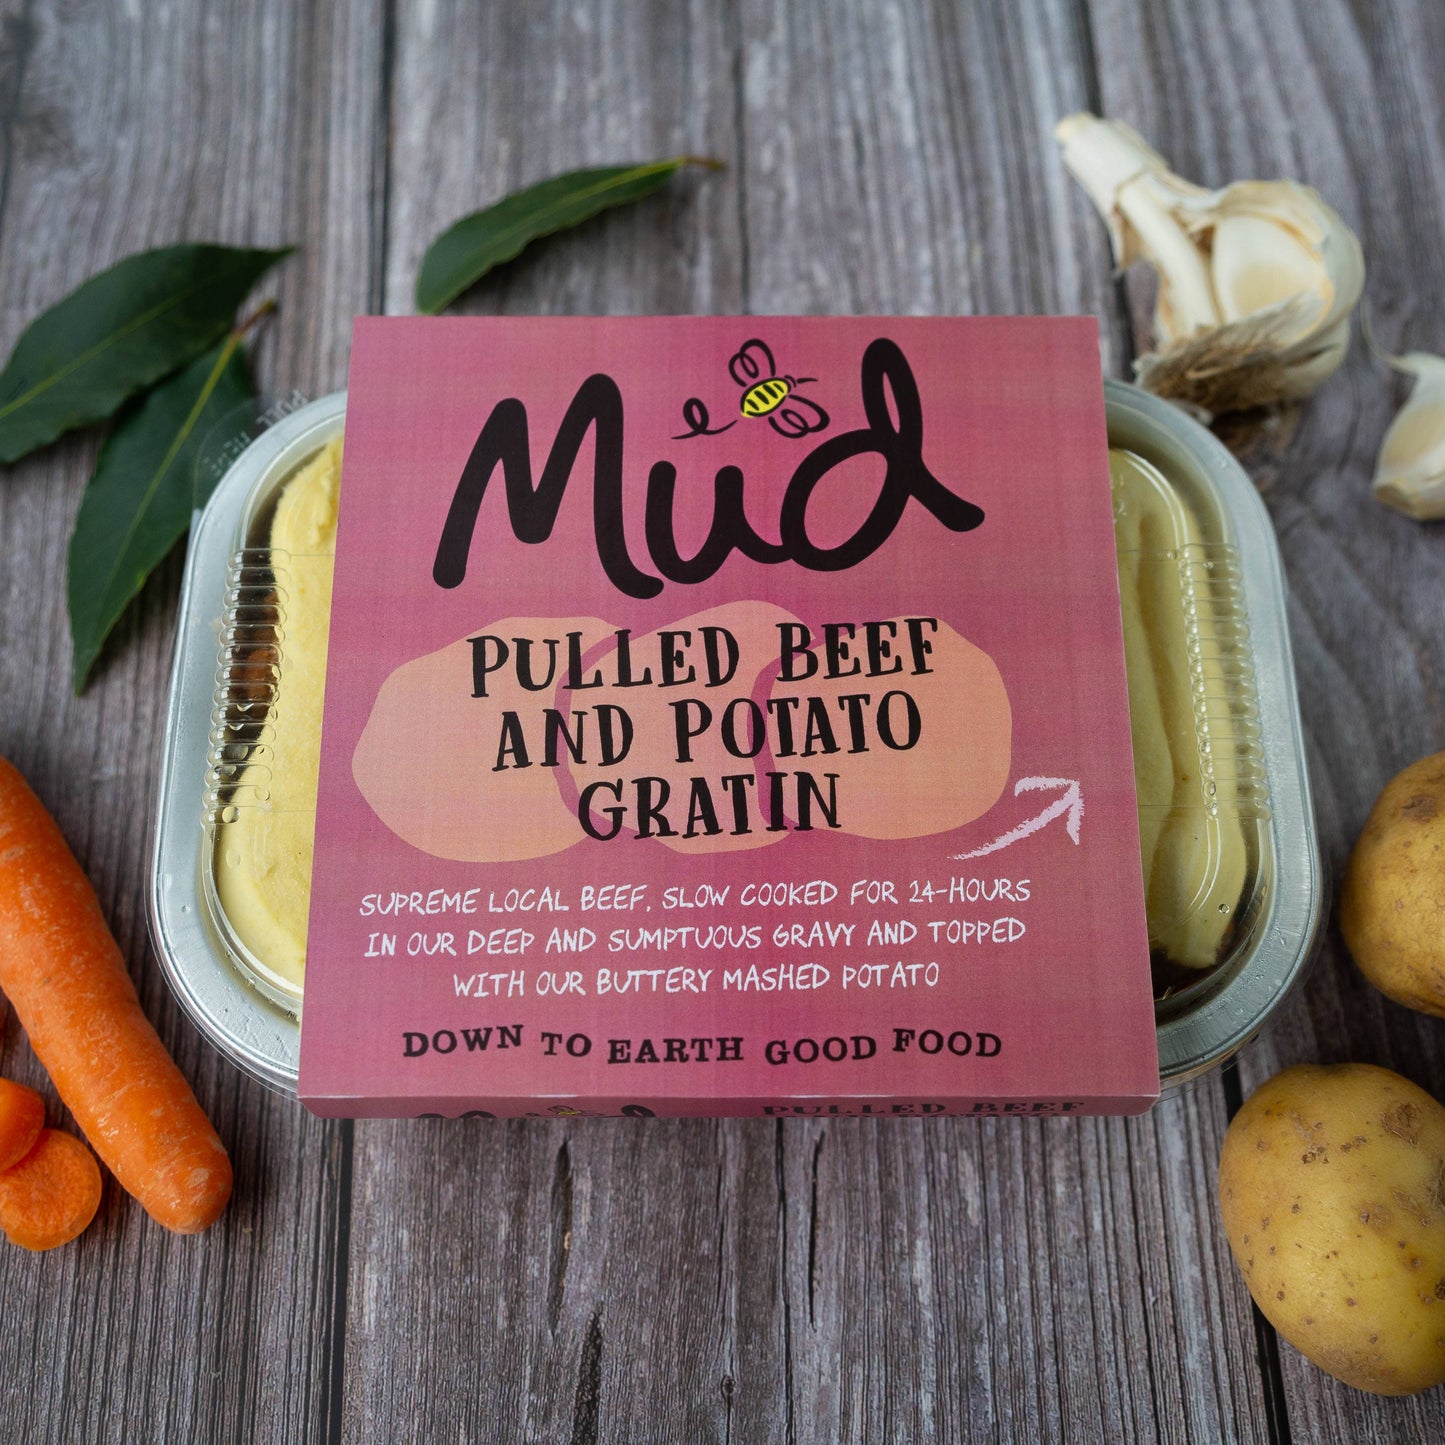 Mud
PULLED BEEF
AND POTATO
GRATIN
SUPREME LOCAL BEEF, SLOW COOKED FOR 24-HOURS
IN OUR DEEP AND SUMPTUOUS GRAVY AND TOPPED
WITH OUR BUTTERY MASHED POTATO
DOWN TO EARTH GOOD FOOD
Mud PULLED BEEF